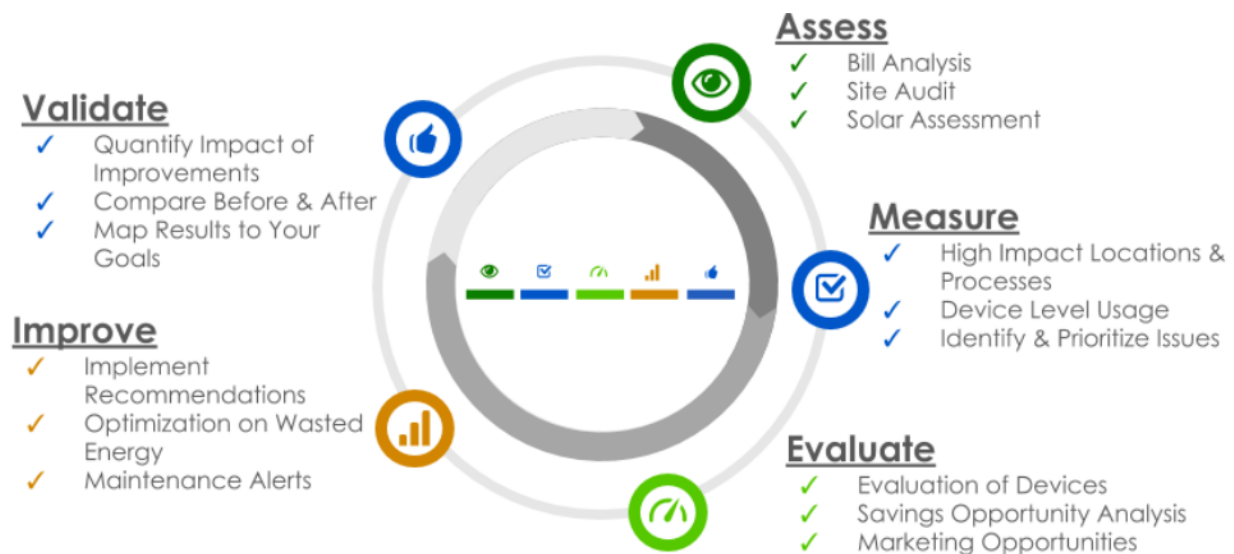 Assess
Bill Analysis
Site Audit
Solar Assessment
Measure
High Impact Locations &
Processes
Device Level Usage
Identify & Prioritize Issues
Evaluate
Evaluation of Devices
Savings Opportunity Analysis
Marketing Opportunities
Improve
Implement
Recommendations
Optimization on Wasted
Energy
Maintenance Alerts
Validate
Quantify Impact of
Improvements
Compare Before & After
Map Results to Your
Goals